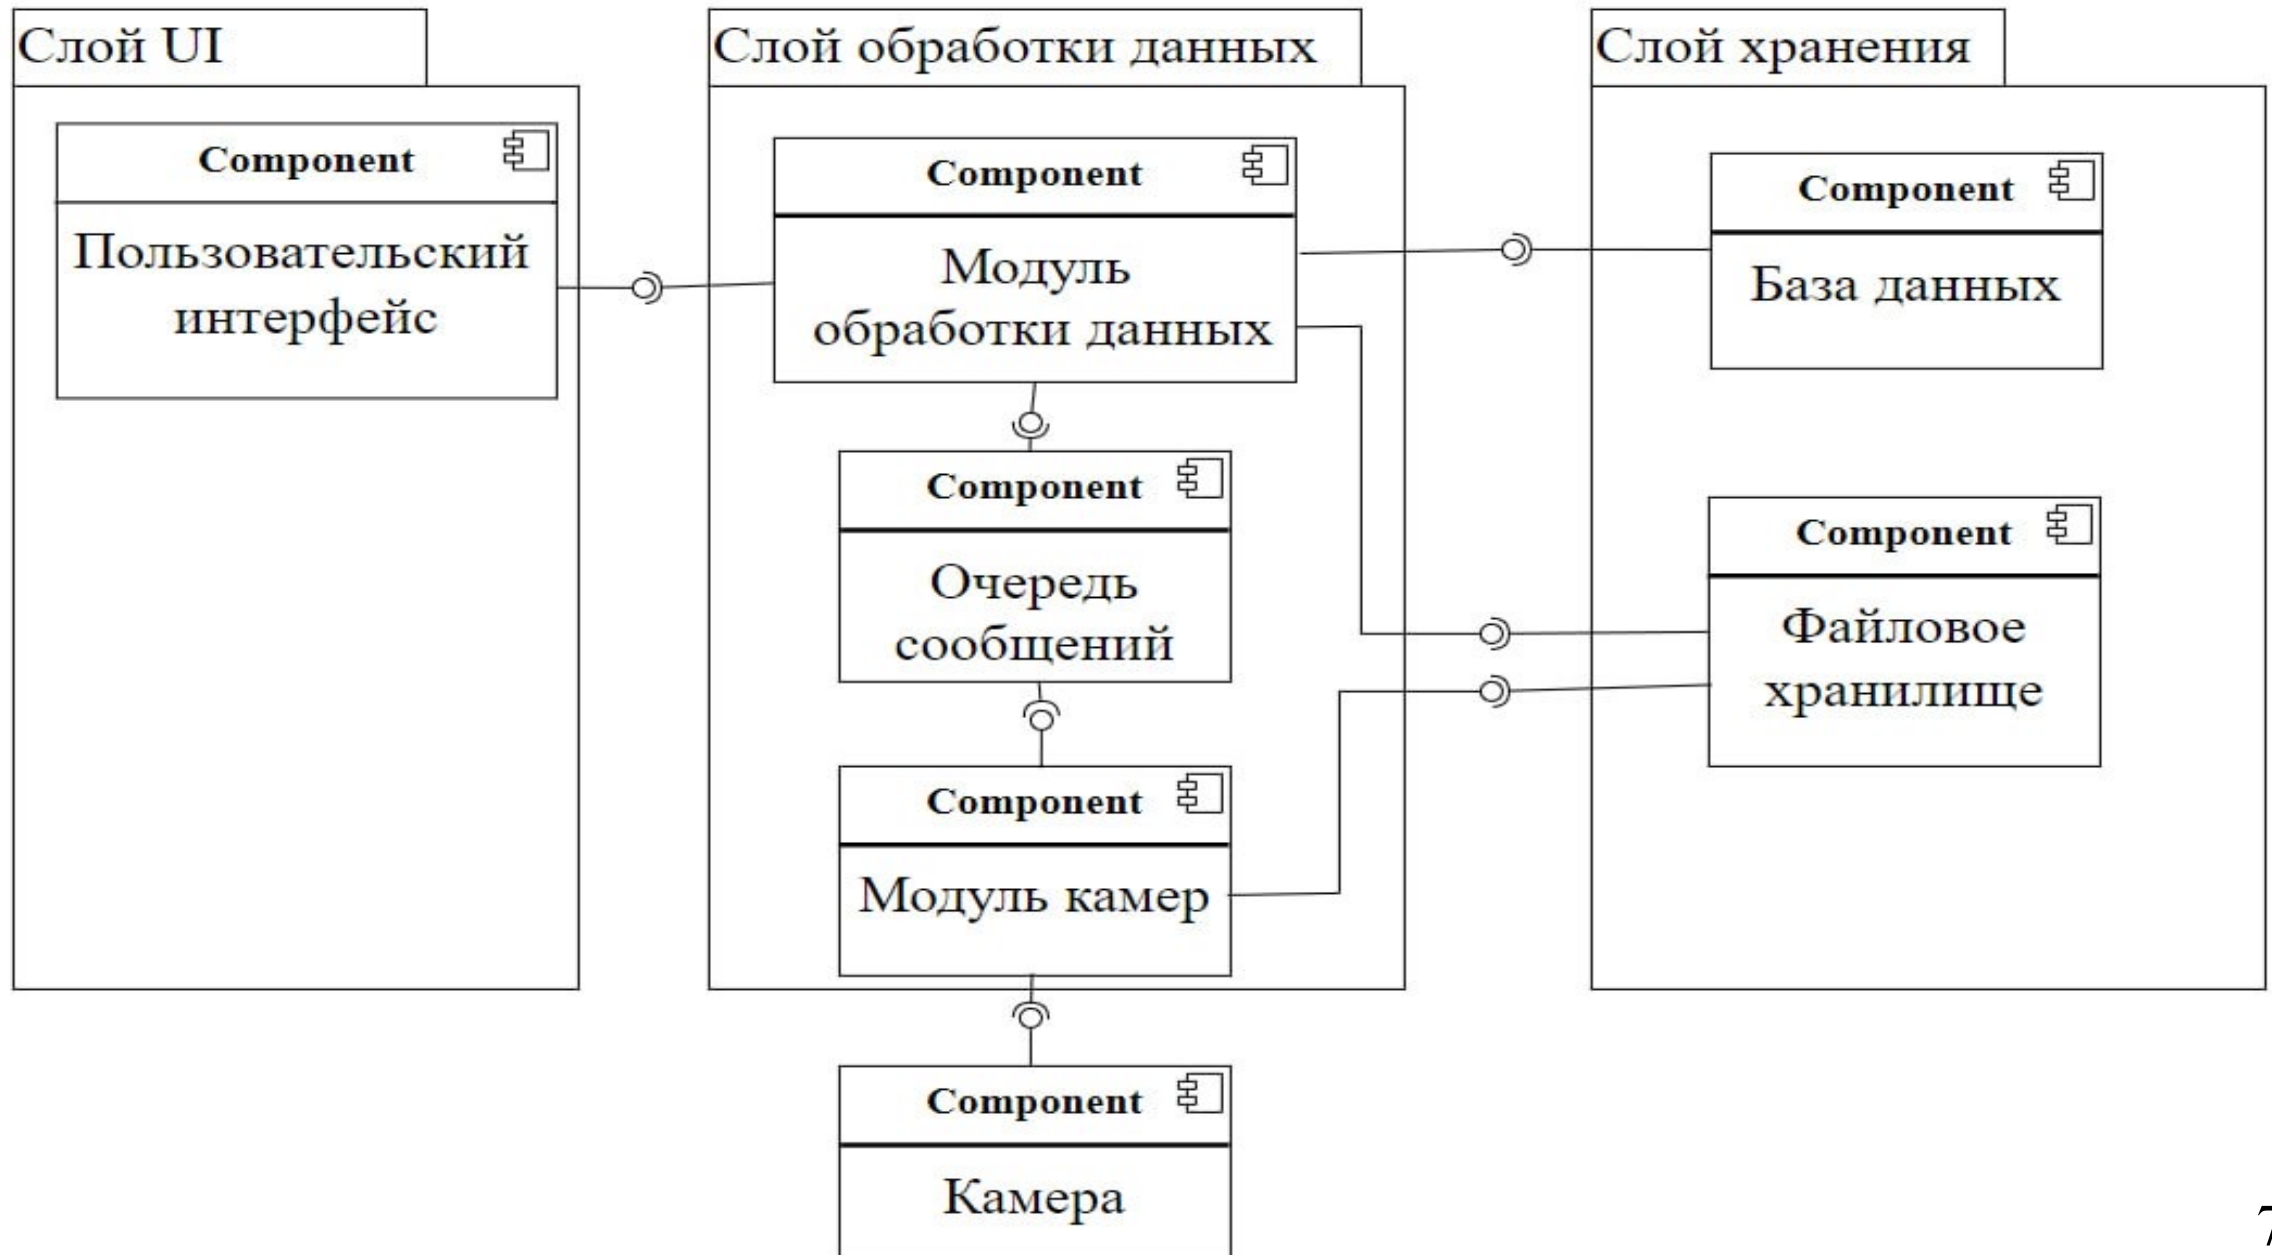 Слой UI
Component
Пользовательский
интерфейс
Слой обработки данных
Component
Модуль
обработки данных
Component
Очередь
сообщений
Component
Модуль камер
Component
Камера
Слой хранения
Component
База данных
Component
Файловое
хранилище
7